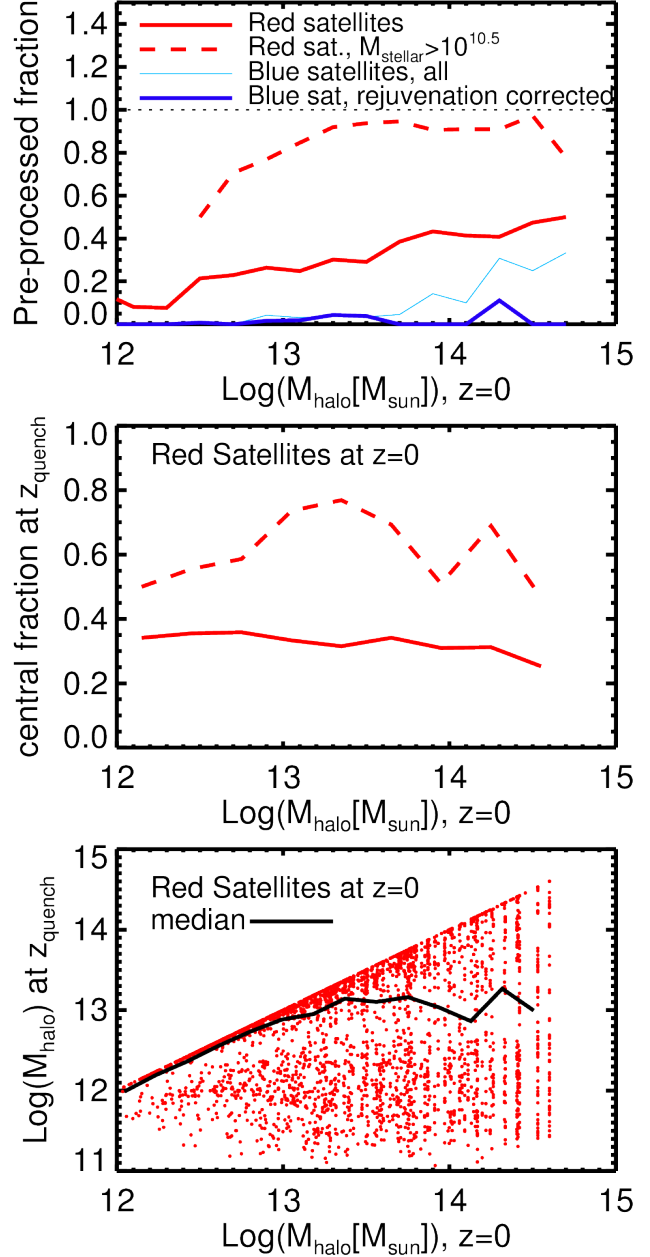 Pre-processed fraction
1.4
1.2
1.0
0.8
0.6
0.4
0.2
0.0
Red satellites
Red sat., M_stellar>10^10.5
Blue satellites, all
Blue sat, rejuvenation corrected
12 13 14 15
Log(M_halo[M_sun]), z=0
central fraction at z_quench
1.0
0.8
0.6
0.4
0.2
0.0
Red Satellites at z=0
12 13 14 15
Log(M_halo[M_sun]), z=0
Log(M_halo) at z_quench
15
14
13
12
11
Red Satellites at z=0
median
12 13 14 15
Log(M_halo[M_sun]), z=0